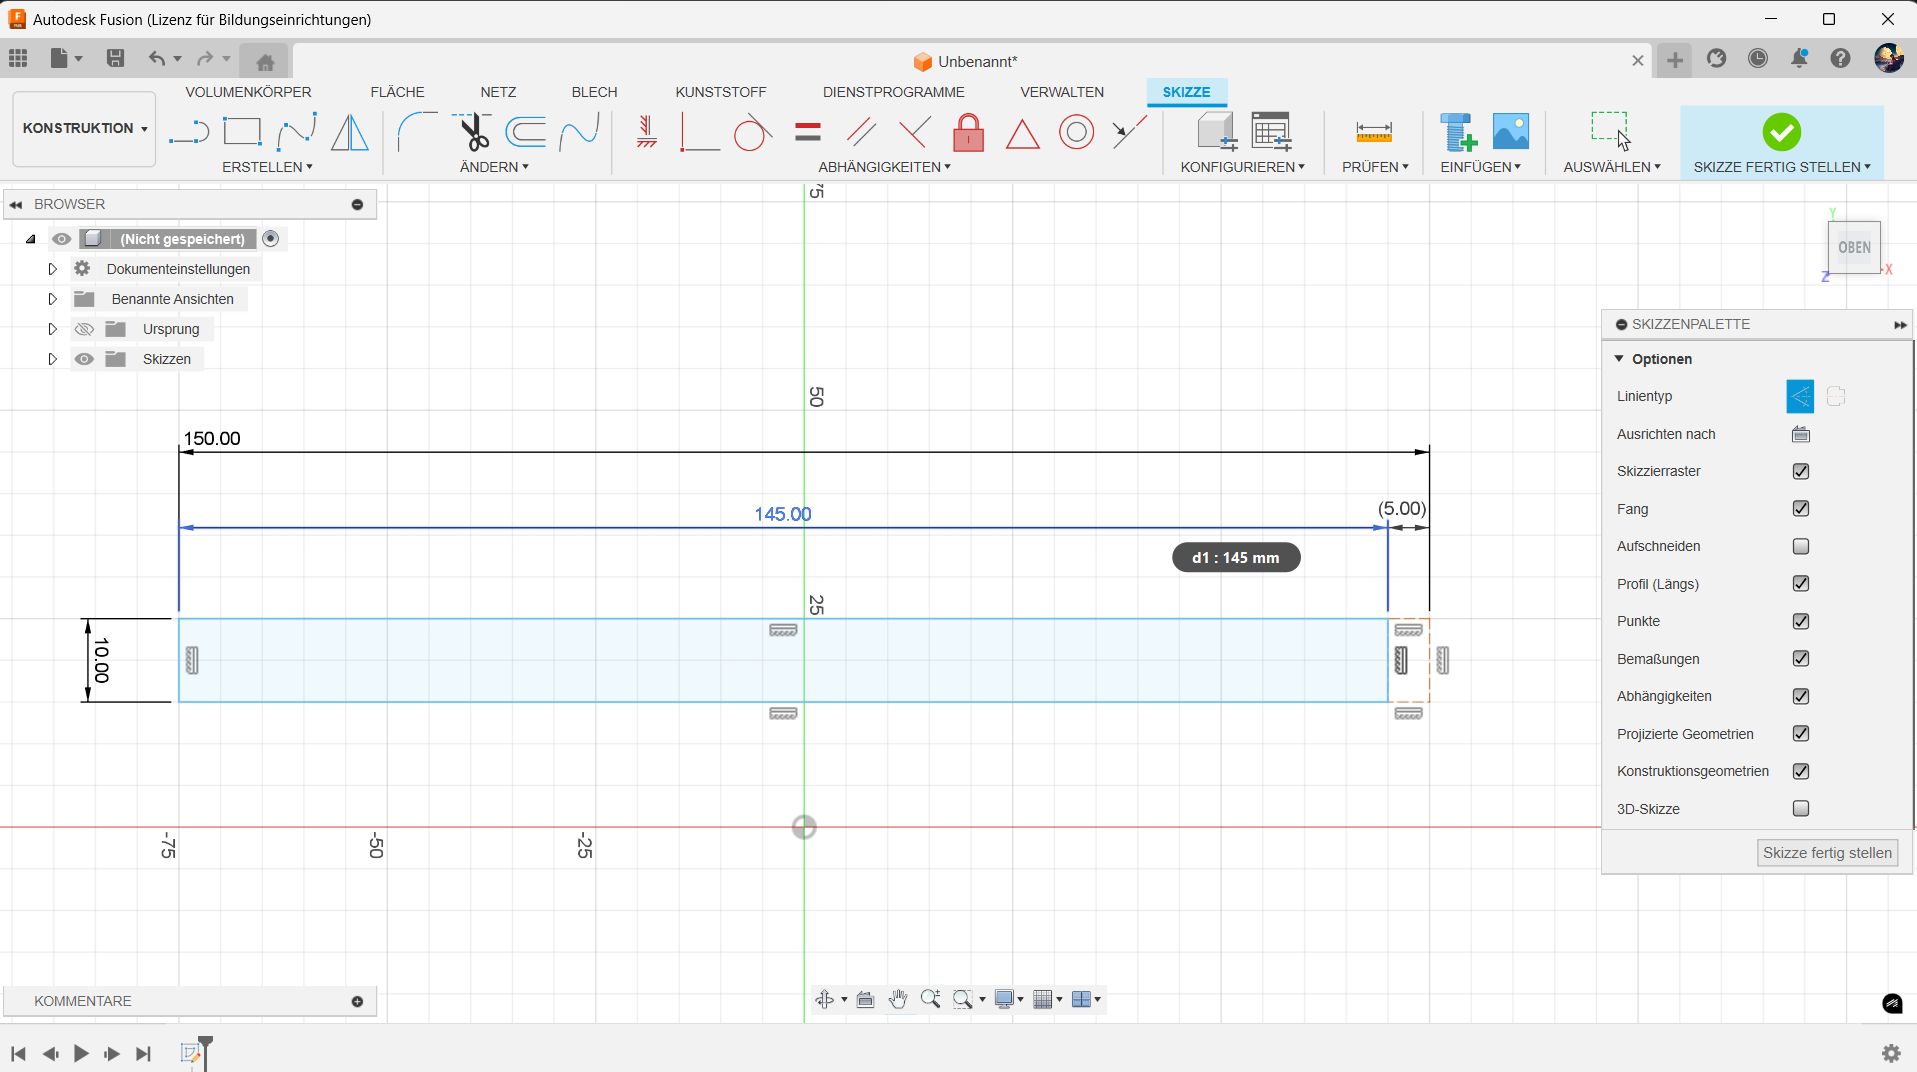 Autodesk Fusion (Lizenz für Bildungseinrichtungen)
Unbenannt*
VOLUMENKÖRPER FLÄCHE NETZ BLECH KUNSTSTOFF DIENSTPROGRAMME VERWALTEN SKIZZE
KONSTRUKTION
ERSTELLEN ÄNDERN ABHÄNGIGKEITEN KONFIGURIEREN PRÜFEN EINFÜGEN AUSWÄHLEN SKIZZE FERTIG STELLEN
BROWSER
(Nicht gespeichert)
Dokumenteinstellungen
Benannte Ansichten
Ursprung
Skizzen
75
50
25
150.00
145.00
(5.00)
d1 : 145 mm
10.00
-75
-50
-25
Y
OBEN
X
Z
SKIZZENPALETTE
Optionen
Linientyp
Ausrichten nach
Skizzierraster
Fang
Aufschneiden
Profil (Längs)
Punkte
Bemaßungen
Abhängigkeiten
Projizierte Geometrien
Konstruktionsgeometrien
3D-Skizze
Skizze fertig stellen
KOMMENTARE